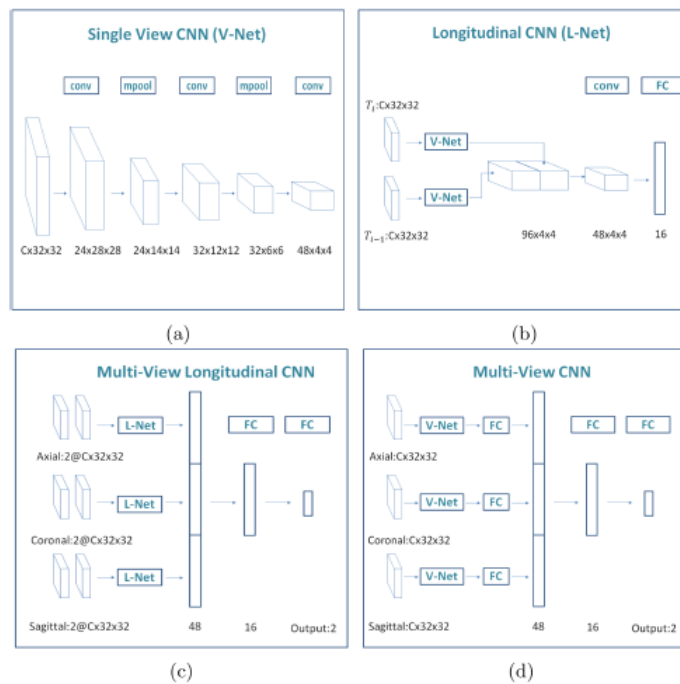 Single View CNN (V-Net)
conv mpool conv mpool conv
Cx32x32 24x28x28 24x14x14 32x12x12 32x6x6 48x4x4
(a)
Longitudinal CNN (L-Net)
conv FC
T_i:Cx32x32
V-Net
V-Net
T_{i-1}:Cx32x32 96x4x4 48x4x4 16
(b)
Multi-View Longitudinal CNN
L-Net FC FC
Axial:2@Cx32x32
L-Net
Coronal:2@Cx32x32
L-Net
Sagittal:2@Cx32x32 48 16 Output:2
(c)
Multi-View CNN
V-Net FC FC FC
Axial:Cx32x32
V-Net FC
Coronal:Cx32x32
V-Net FC
Sagittal:Cx32x32 48 16 Output:2
(d)